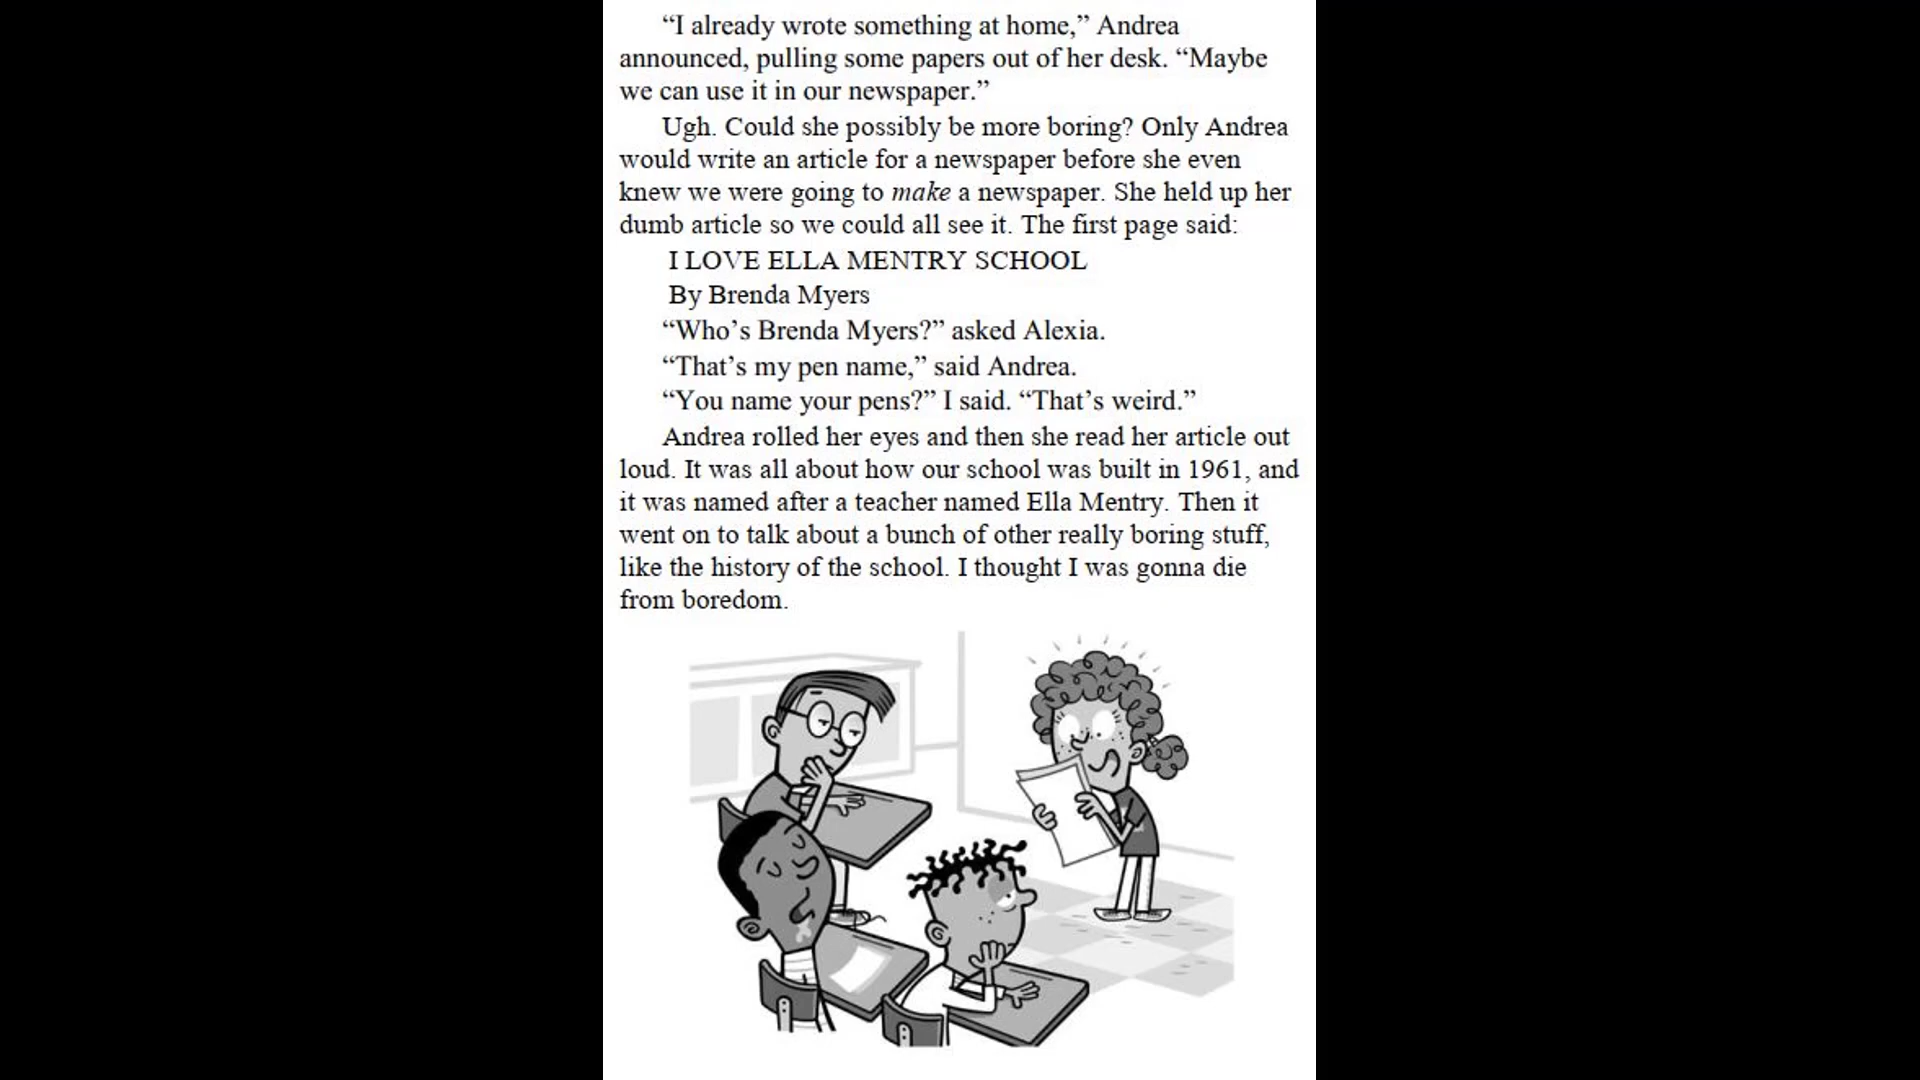 “I already wrote something at home,” Andrea
announced, pulling some papers out of her desk. “Maybe
we can use it in our newspaper.”
Ugh. Could she possibly be more boring? Only Andrea
would write an article for a newspaper before she even
knew we were going to make a newspaper. She held up her
dumb article so we could all see it. The first page said:
I LOVE ELLA MENTRY SCHOOL
By Brenda Myers
“Who’s Brenda Myers?” asked Alexia.
“That’s my pen name,” said Andrea.
“You name your pens?” I said. “That’s weird.”
Andrea rolled her eyes and then she read her article out
loud. It was all about how our school was built in 1961, and
it was named after a teacher named Ella Mentry. Then it
went on to talk about a bunch of other really boring stuff,
like the history of the school. I thought I was gonna die
from boredom.